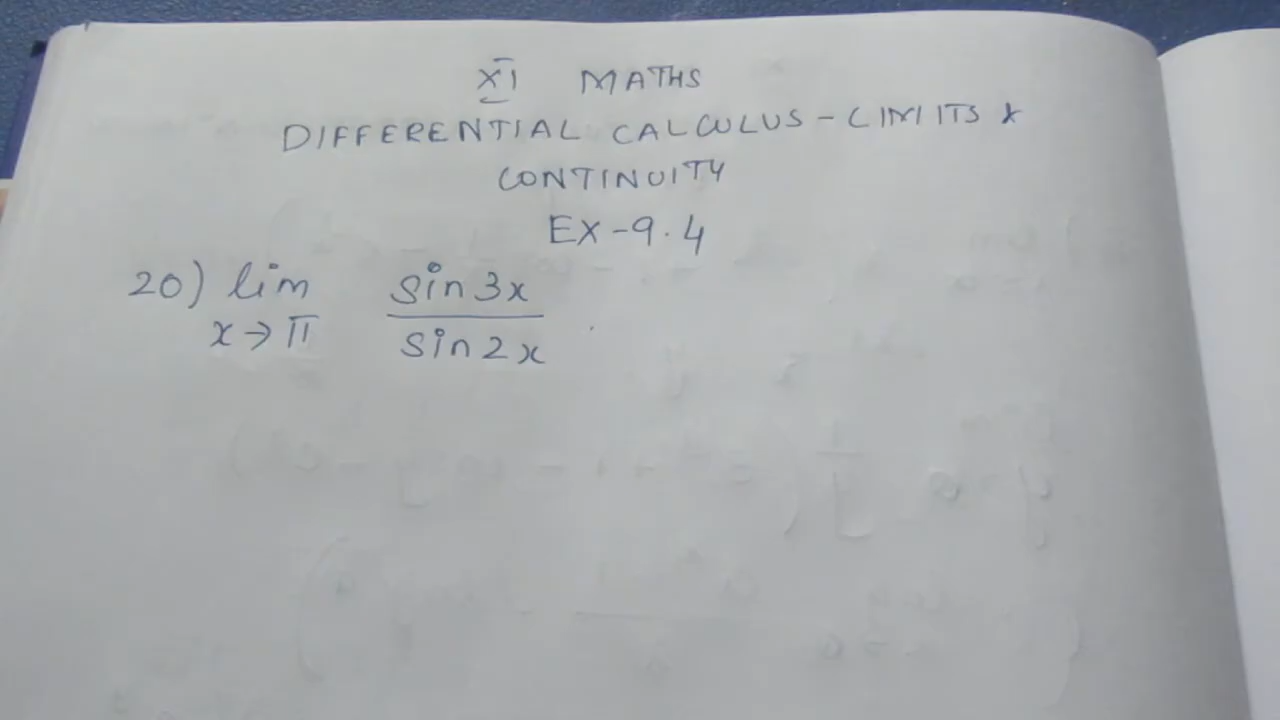 XI MATHS
DIFFERENTIAL CALCULUS - LIMITS &
CONTINUITY
EX-9.4
20) lim sin3x
x→π sin2x